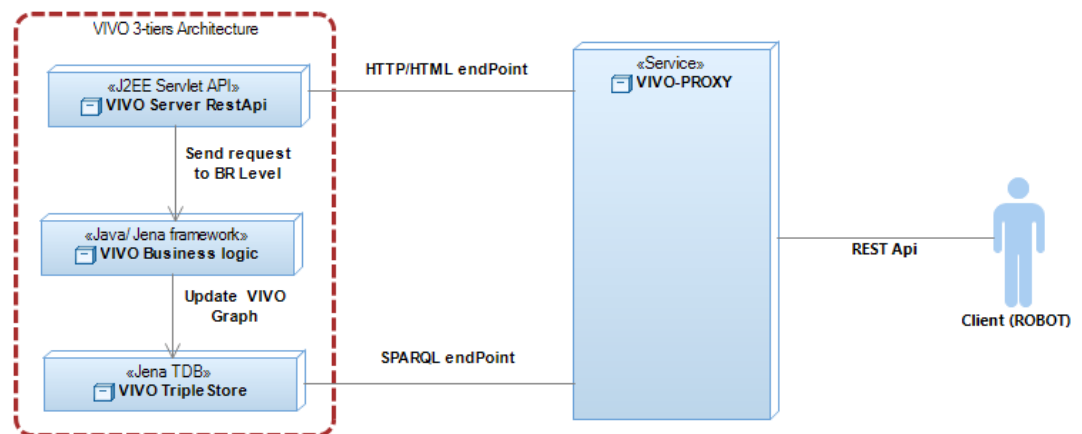 VIVO 3-tiers Architecture
«J2EE Servlet API»
VIVO Server RestApi
HTTP/HTML endPoint
«Service»
VIVO-PROXY
Send request
to BR Level
«Java/ Jena framework»
VIVO Business logic
REST Api
Update VIVO
Graph
Client (ROBOT)
SPARQL endPoint
«Jena TDB»
VIVO Triple Store